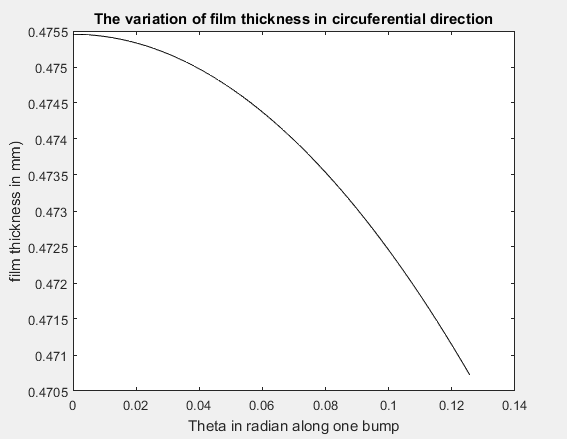 The variation of film thickness in circuferential direction
0.4755
0.475
0.4745
0.474
0.4735
0.473
0.4725
0.472
0.4715
0.471
0.4705
film thickness in mm)
0 0.02 0.04 0.06 0.08 0.1 0.12 0.14
Theta in radian along one bump